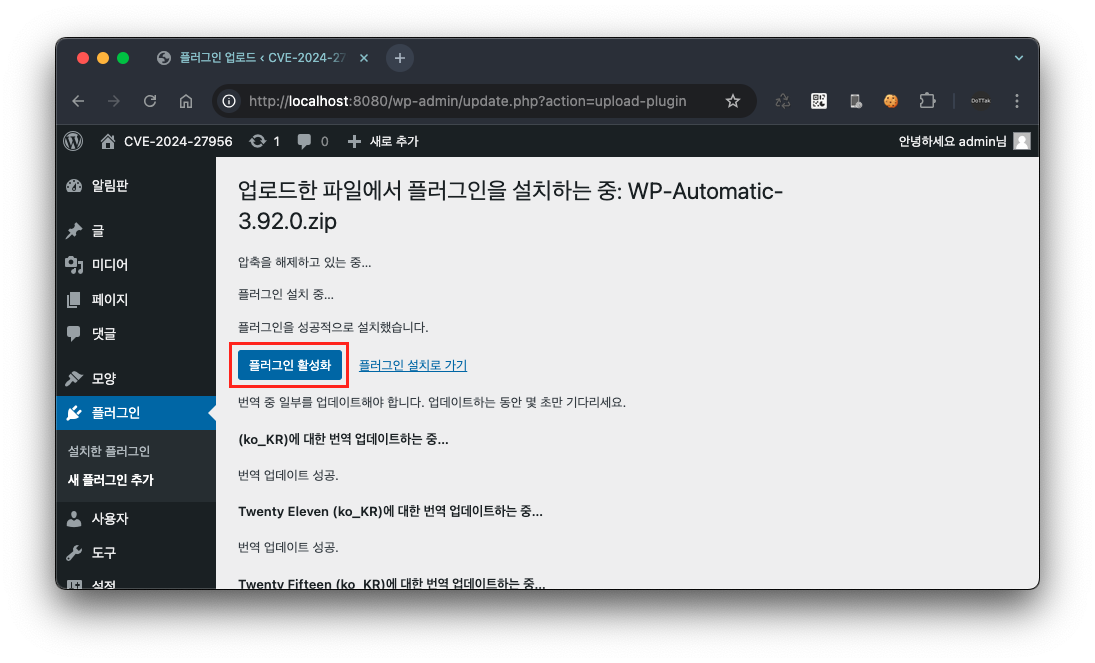 플러그인 업로드 ‹ CVE-2024-27
http://localhost:8080/wp-admin/update.php?action=upload-plugin
DoTTak
CVE-2024-27956 1 0 새로 추가 안녕하세요 admin님
알림판
글
미디어
페이지
댓글
모양
플러그인
설치한 플러그인
새 플러그인 추가
사용자
도구
설정
업로드한 파일에서 플러그인을 설치하는 중: WP-Automatic-
3.92.0.zip
압축을 해제하고 있는 중...
플러그인 설치 중...
플러그인을 성공적으로 설치했습니다.
플러그인 활성화 플러그인 설치로 가기
번역 중 일부를 업데이트해야 합니다. 업데이트하는 동안 몇 초만 기다리세요.
(ko_KR)에 대한 번역 업데이트하는 중...
번역 업데이트 성공.
Twenty Eleven (ko_KR)에 대한 번역 업데이트하는 중...
번역 업데이트 성공.
Twenty Fifteen (ko_KR)에 대한 번역 업데이트하는 중...